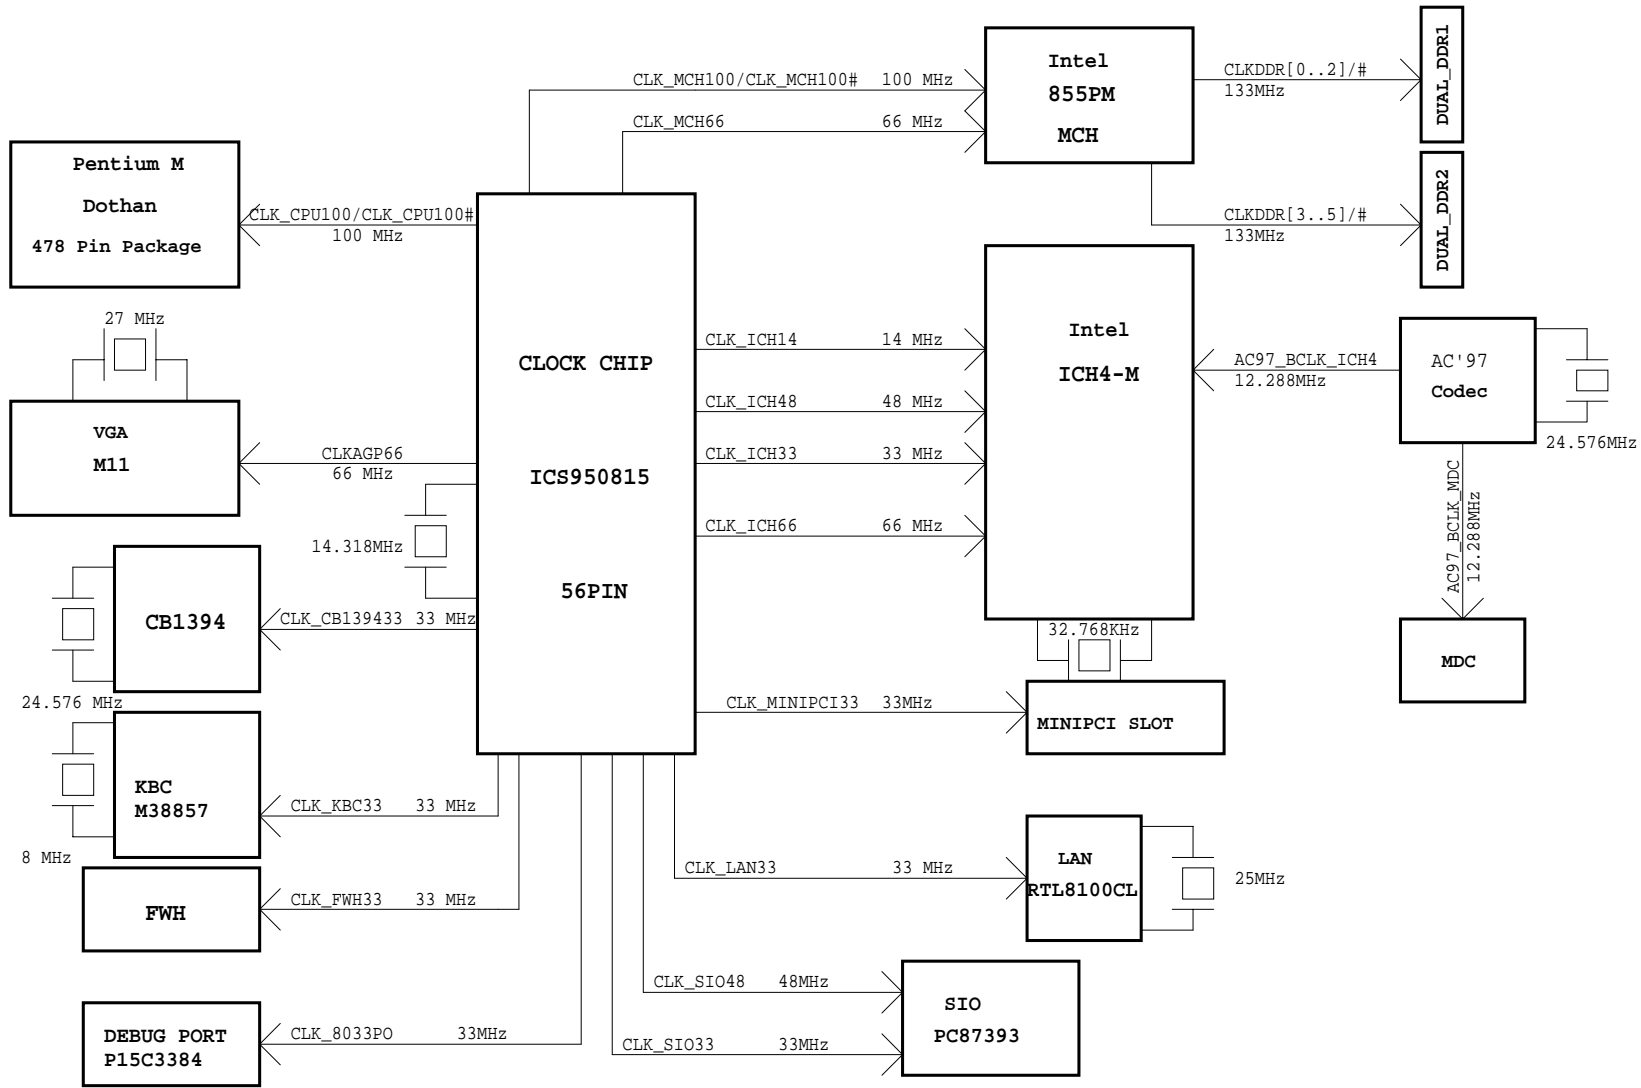 CLK_MCH100/CLK_MCH100# 100 MHz
CLK_MCH66 66 MHz
Intel
855PM
MCH
CLKDDR[0..2]/#
133MHz
DUAL_DDR1
CLKDDR[3..5]/#
133MHz
DUAL_DDR2
Pentium M
Dothan
478 Pin Package
CLK_CPU100/CLK_CPU100#
100 MHz
27 MHz
VGA
M11
CLKAGP66
66 MHz
14.318MHz
CLOCK CHIP
ICS950815
56PIN
CLK_ICH14 14 MHz
CLK_ICH48 48 MHz
CLK_ICH33 33 MHz
CLK_ICH66 66 MHz
Intel
ICH4-M
32.768KHz
AC97_BCLK_ICH4
12.288MHz
AC'97
Codec
24.576MHz
AC97_BCLK_MDC
12.288MHz
MDC
CB1394
CLK_CB139433 33 MHz
24.576 MHz
CLK_MINIPCI33 33MHz
MINIPCI SLOT
KBC
M38857
CLK_KBC33 33 MHz
8 MHz
FWH
CLK_FWH33 33 MHz
CLK_LAN33 33 MHz
LAN
RTL8100CL
25MHz
CLK_SIO48 48MHz
CLK_SIO33 33MHz
SIO
PC87393
DEBUG PORT
P15C3384
CLK_8033PO 33MHz